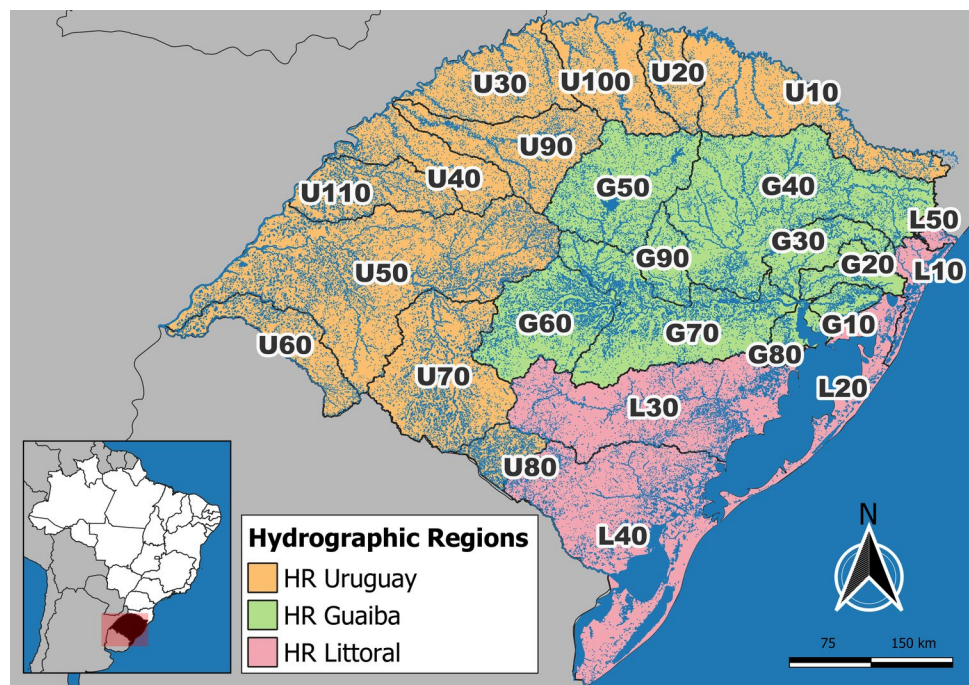 U30
U100
U20
U10
U90
U40
U110
G50
G40
L50
G30
G20
L10
G90
U50
G60
G70
G10
U60
G80
U70
L20
L30
U80
L40
N
Hydrographic Regions
HR Uruguay
HR Guaiba
HR Littoral
75 150 km